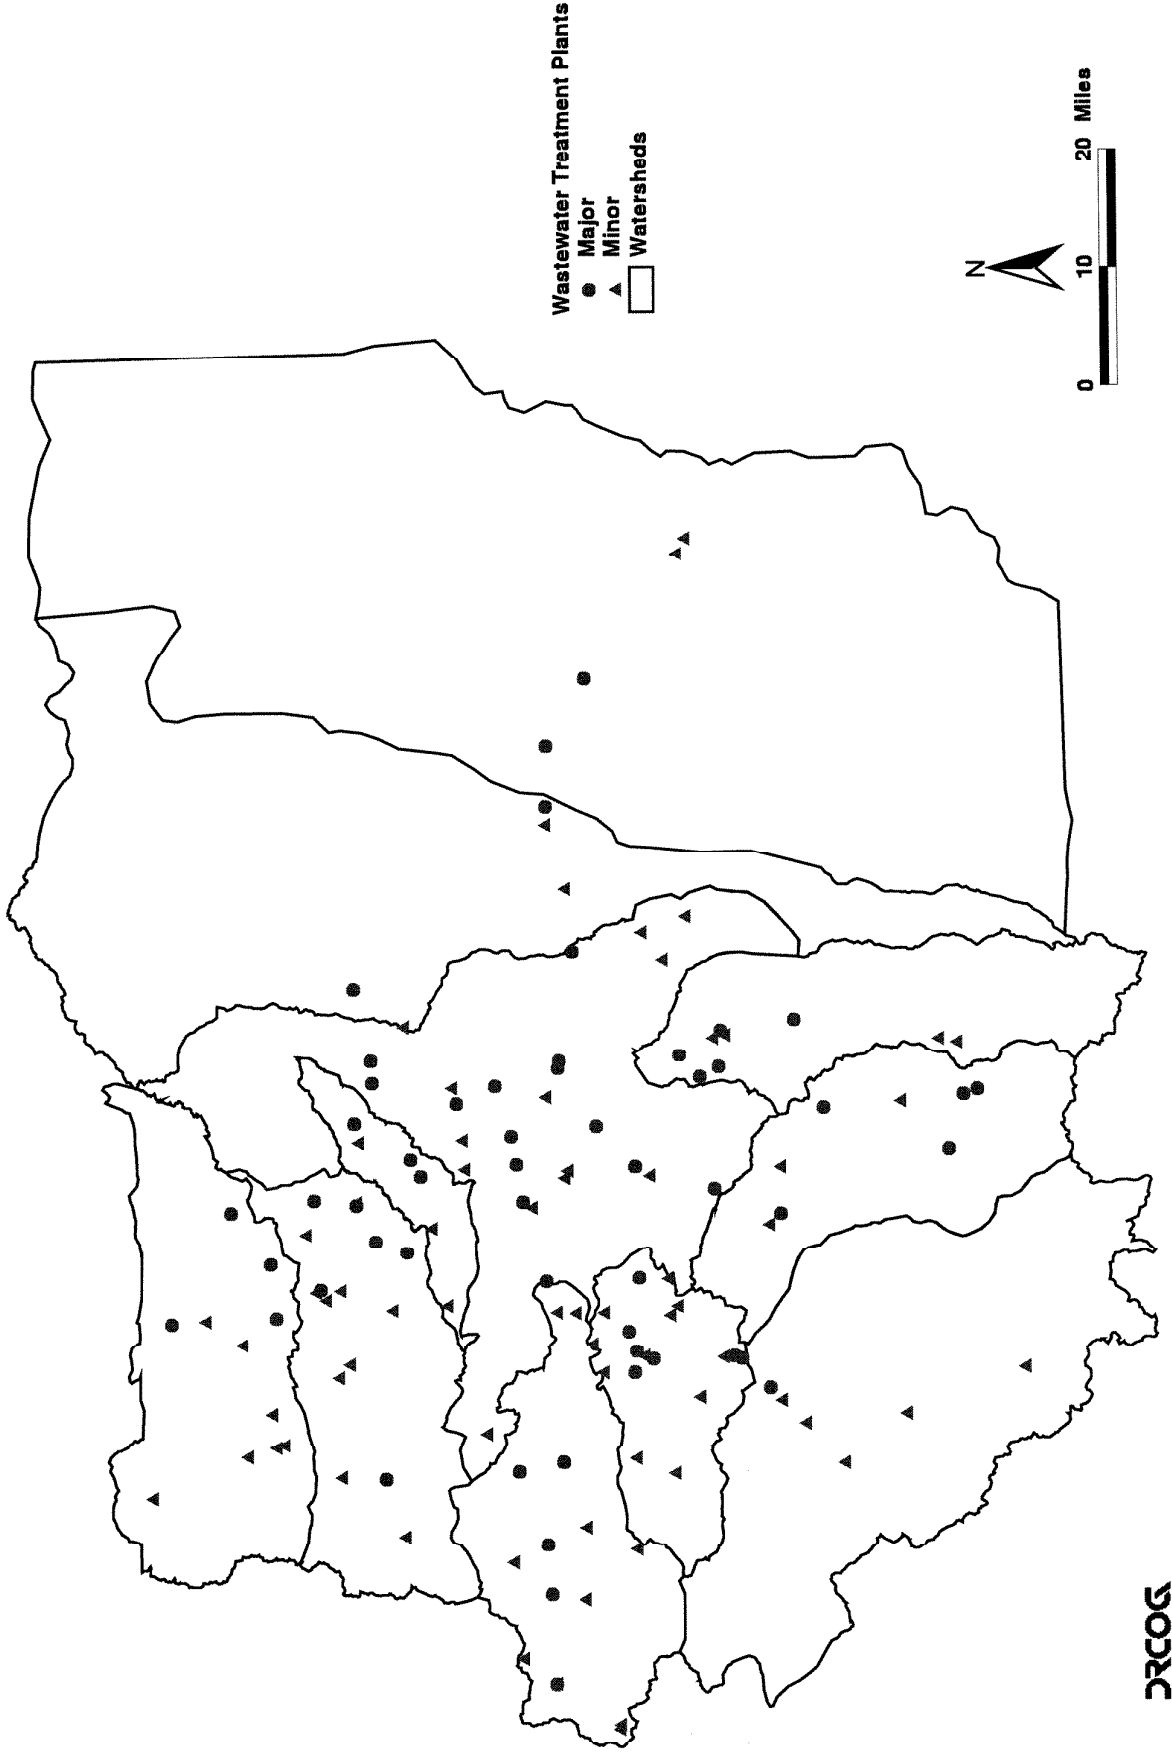 Wastewater Treatment Plants
Major
Minor
Watersheds
N
0 10 20 Miles
DRCOG